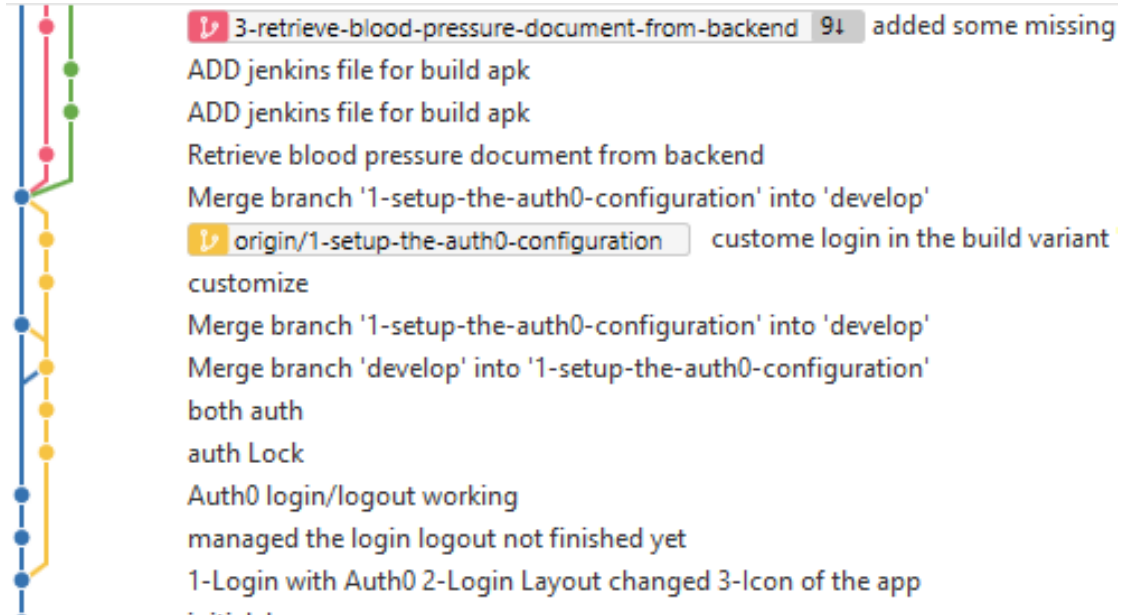 3-retrieve-blood-pressure-document-from-backend 9↓ added some missing
ADD jenkins file for build apk
ADD jenkins file for build apk
Retrieve blood pressure document from backend
Merge branch '1-setup-the-auth0-configuration' into 'develop'
origin/1-setup-the-auth0-configuration custome login in the build variant
customize
Merge branch '1-setup-the-auth0-configuration' into 'develop'
Merge branch 'develop' into '1-setup-the-auth0-configuration'
both auth
auth Lock
Auth0 login/logout working
managed the login logout not finished yet
1-Login with Auth0 2-Login Layout changed 3-Icon of the app